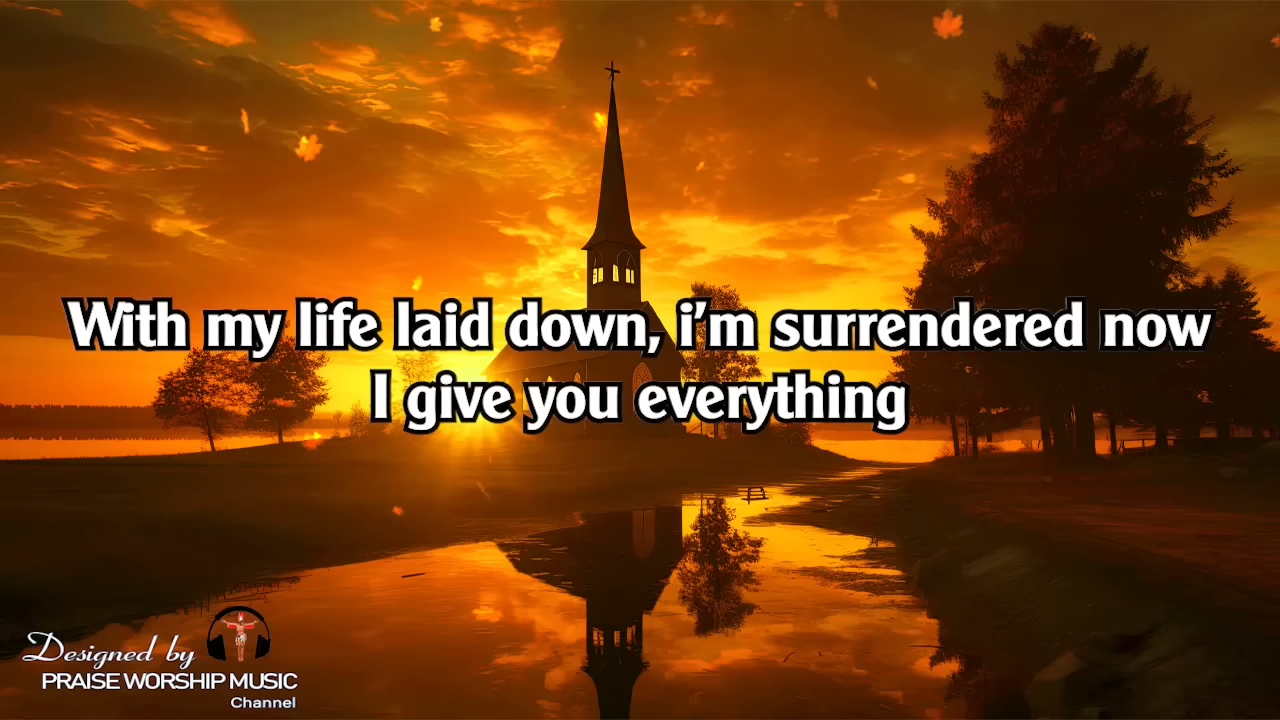 With my life laid down, i'm surrendered now
I give you everything
Designed by
PRAISE WORSHIP MUSIC
Channel